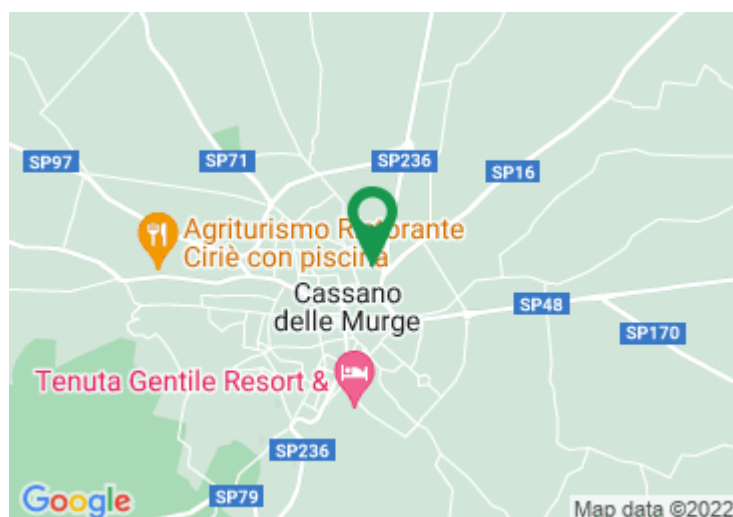 SP97
SP71
SP236
SP16
Agriturismo Ristorante
Ciriè con piscina
Cassano
delle Murge
SP48
SP170
Tenuta Gentile Resort &
SP236
SP79
Google
Map data ©2022